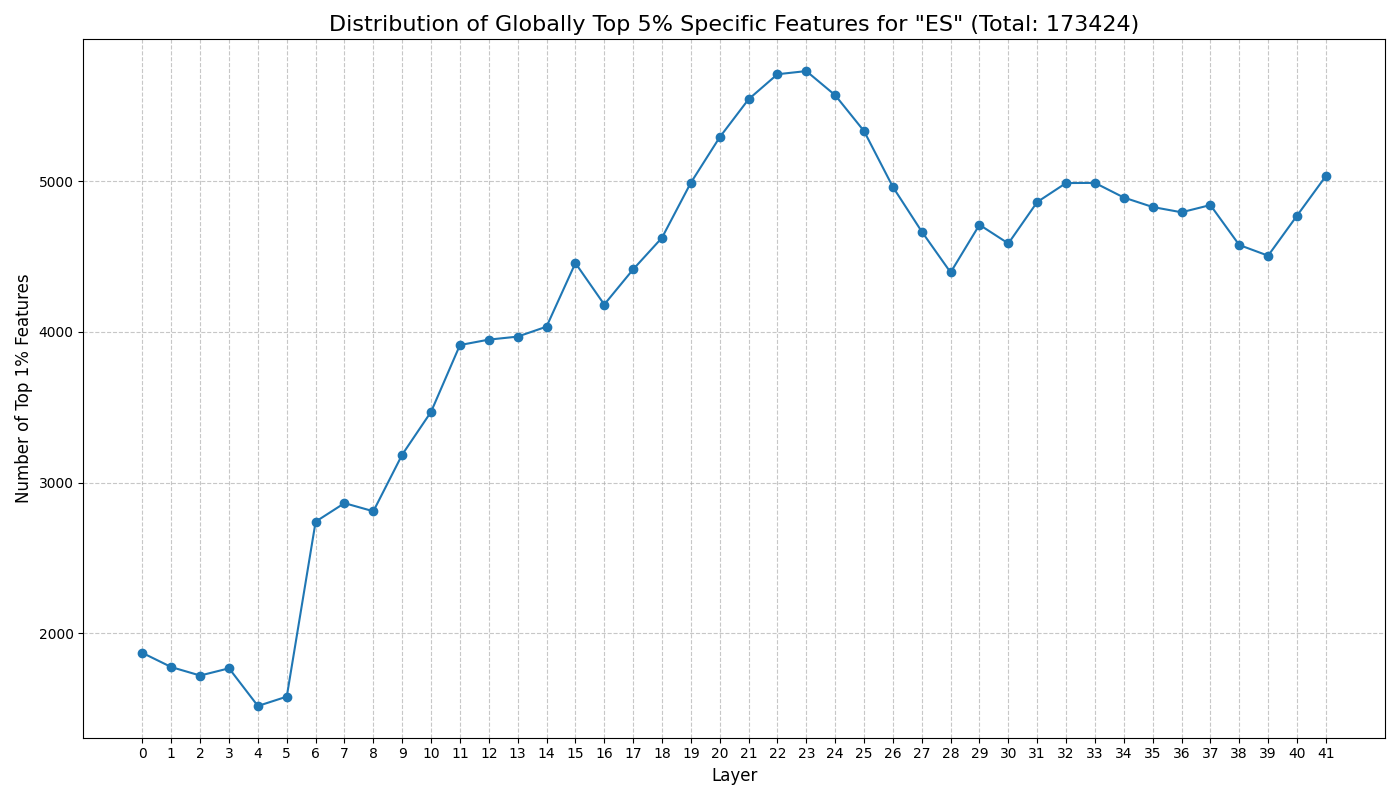 Distribution of Globally Top 5% Specific Features for "ES" (Total: 173424)
Number of Top 1% Features
5000
4000
3000
2000
0 1 2 3 4 5 6 7 8 9 10 11 12 13 14 15 16 17 18 19 20 21 22 23 24 25 26 27 28 29 30 31 32 33 34 35 36 37 38 39 40 41
Layer